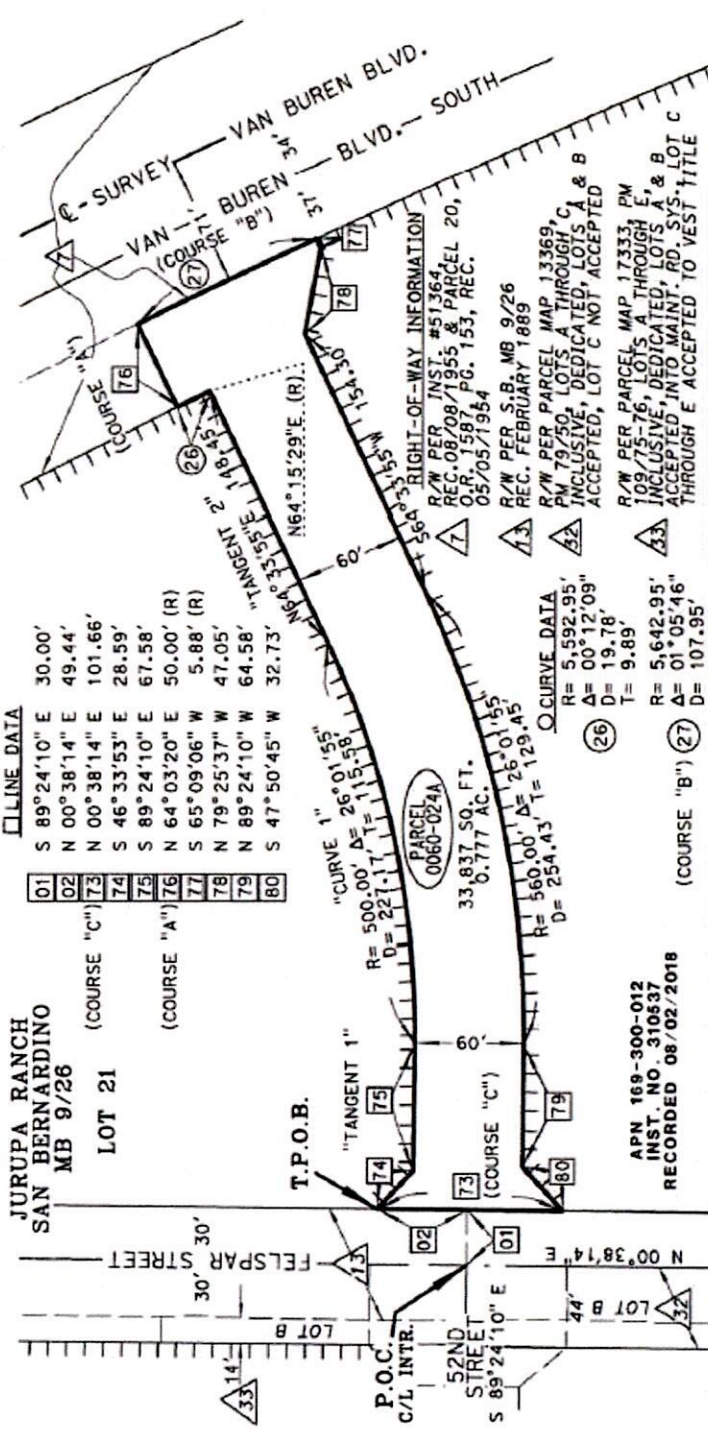 JURUPA RANCH
SAN BERNARDINO
MB 9/26
LOT 21
LINE DATA
01 S 89°24'10" E 30.00'
02 N 00°38'14" E 49.44'
(COURSE "C") 73 N 00°38'14" E 101.66'
74 S 46°33'53" E 28.59'
75 S 89°24'10" E 67.58'
(COURSE "A") 76 N 64°03'20" E 50.00' (R)
77 S 65°09'06" W 5.88' (R)
78 N 79°25'37" W 47.05'
79 N 89°24'10" W 64.58'
80 S 47°50'45" W 32.73'
℄-SURVEY VAN BUREN BLVD.
71' 34'
VAN BUREN BLVD. SOUTH
(COURSE "B") 37'
7
27
(COURSE "A")
76
26
77
78
"TANGENT 2"
N64°33'55"E 148.45'
N64°15'29"E (R)
60'
S64°33'55"W 154.30'
"CURVE 1"
R= 500.00' Δ= 26°01'55"
D= 227.17' T= 115.58'
PARCEL
0060-024A
33,837 SQ. FT.
0.777 AC.
R= 560.00' Δ= 26°01'55"
D= 254.43' T= 129.45'
T.P.O.B.
"TANGENT 1"
74
75
60'
73
(COURSE "C")
79
80
02
01
30' 30'
FELSPAR STREET
13
14'
33
LOT B
P.O.C.
C/L INTR.
52ND
STREET
S 89°24'10" E
44'
LOT B
32
N 00°38'14" E
APN 169-300-012
INST. NO. 310537
RECORDED 08/02/2018
CURVE DATA
26
R= 5,592.95'
Δ= 00°12'09"
D= 19.78'
T= 9.89'
(COURSE "B") 27
R= 5,642.95'
Δ= 01°05'46"
D= 107.95'
RIGHT-OF-WAY INFORMATION
7
R/W PER INST. #51364,
REC.08/08/1955 & PARCEL 20,
O.R. 1587, PG. 153, REC.
05/05/1954
13
R/W PER S.B. MB 9/26
REC. FEBRUARY 1889
32
R/W PER PARCEL MAP 13369,
PM 79/50, LOTS A THROUGH C,
INCLUSIVE, DEDICATED, LOTS A & B
ACCEPTED, LOT C NOT ACCEPTED
33
R/W PER PARCEL MAP 17333, PM
109/75-76, LOTS A THROUGH E,
INCLUSIVE, DEDICATED, LOTS A & B
ACCEPTED INTO MAINT. RD. SYS. LOT C
THROUGH E ACCEPTED TO VEST TITLE